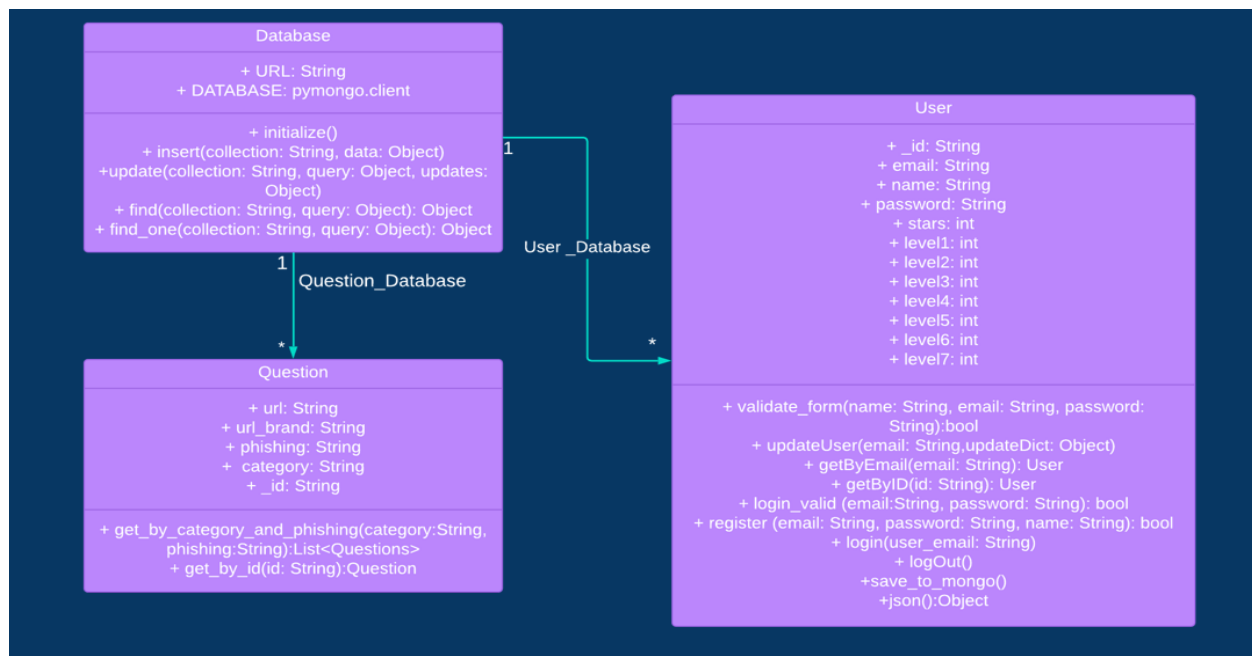 Database
+ URL: String
+ DATABASE: pymongo.client
+ initialize()
+ insert(collection: String, data: Object)
+update(collection: String, query: Object, updates:
Object)
+ find(collection: String, query: Object): Object
+ find_one(collection: String, query: Object): Object
1
Question_Database
*
Question
+ url: String
+ url_brand: String
+ phishing: String
+ category: String
+ _id: String
+ get_by_category_and_phishing(category:String,
phishing:String):List<Questions>
+ get_by_id(id: String):Question
1
User _Database
*
User
+ _id: String
+ email: String
+ name: String
+ password: String
+ stars: int
+ level1: int
+ level2: int
+ level3: int
+ level4: int
+ level5: int
+ level6: int
+ level7: int
+ validate_form(name: String, email: String, password:
String):bool
+ updateUser(email: String,updateDict: Object)
+ getByEmail(email: String): User
+ getByID(id: String): User
+ login_valid (email:String, password: String): bool
+ register (email: String, password: String, name: String): bool
+ login(user_email: String)
+ logOut()
+save_to_mongo()
+json():Object